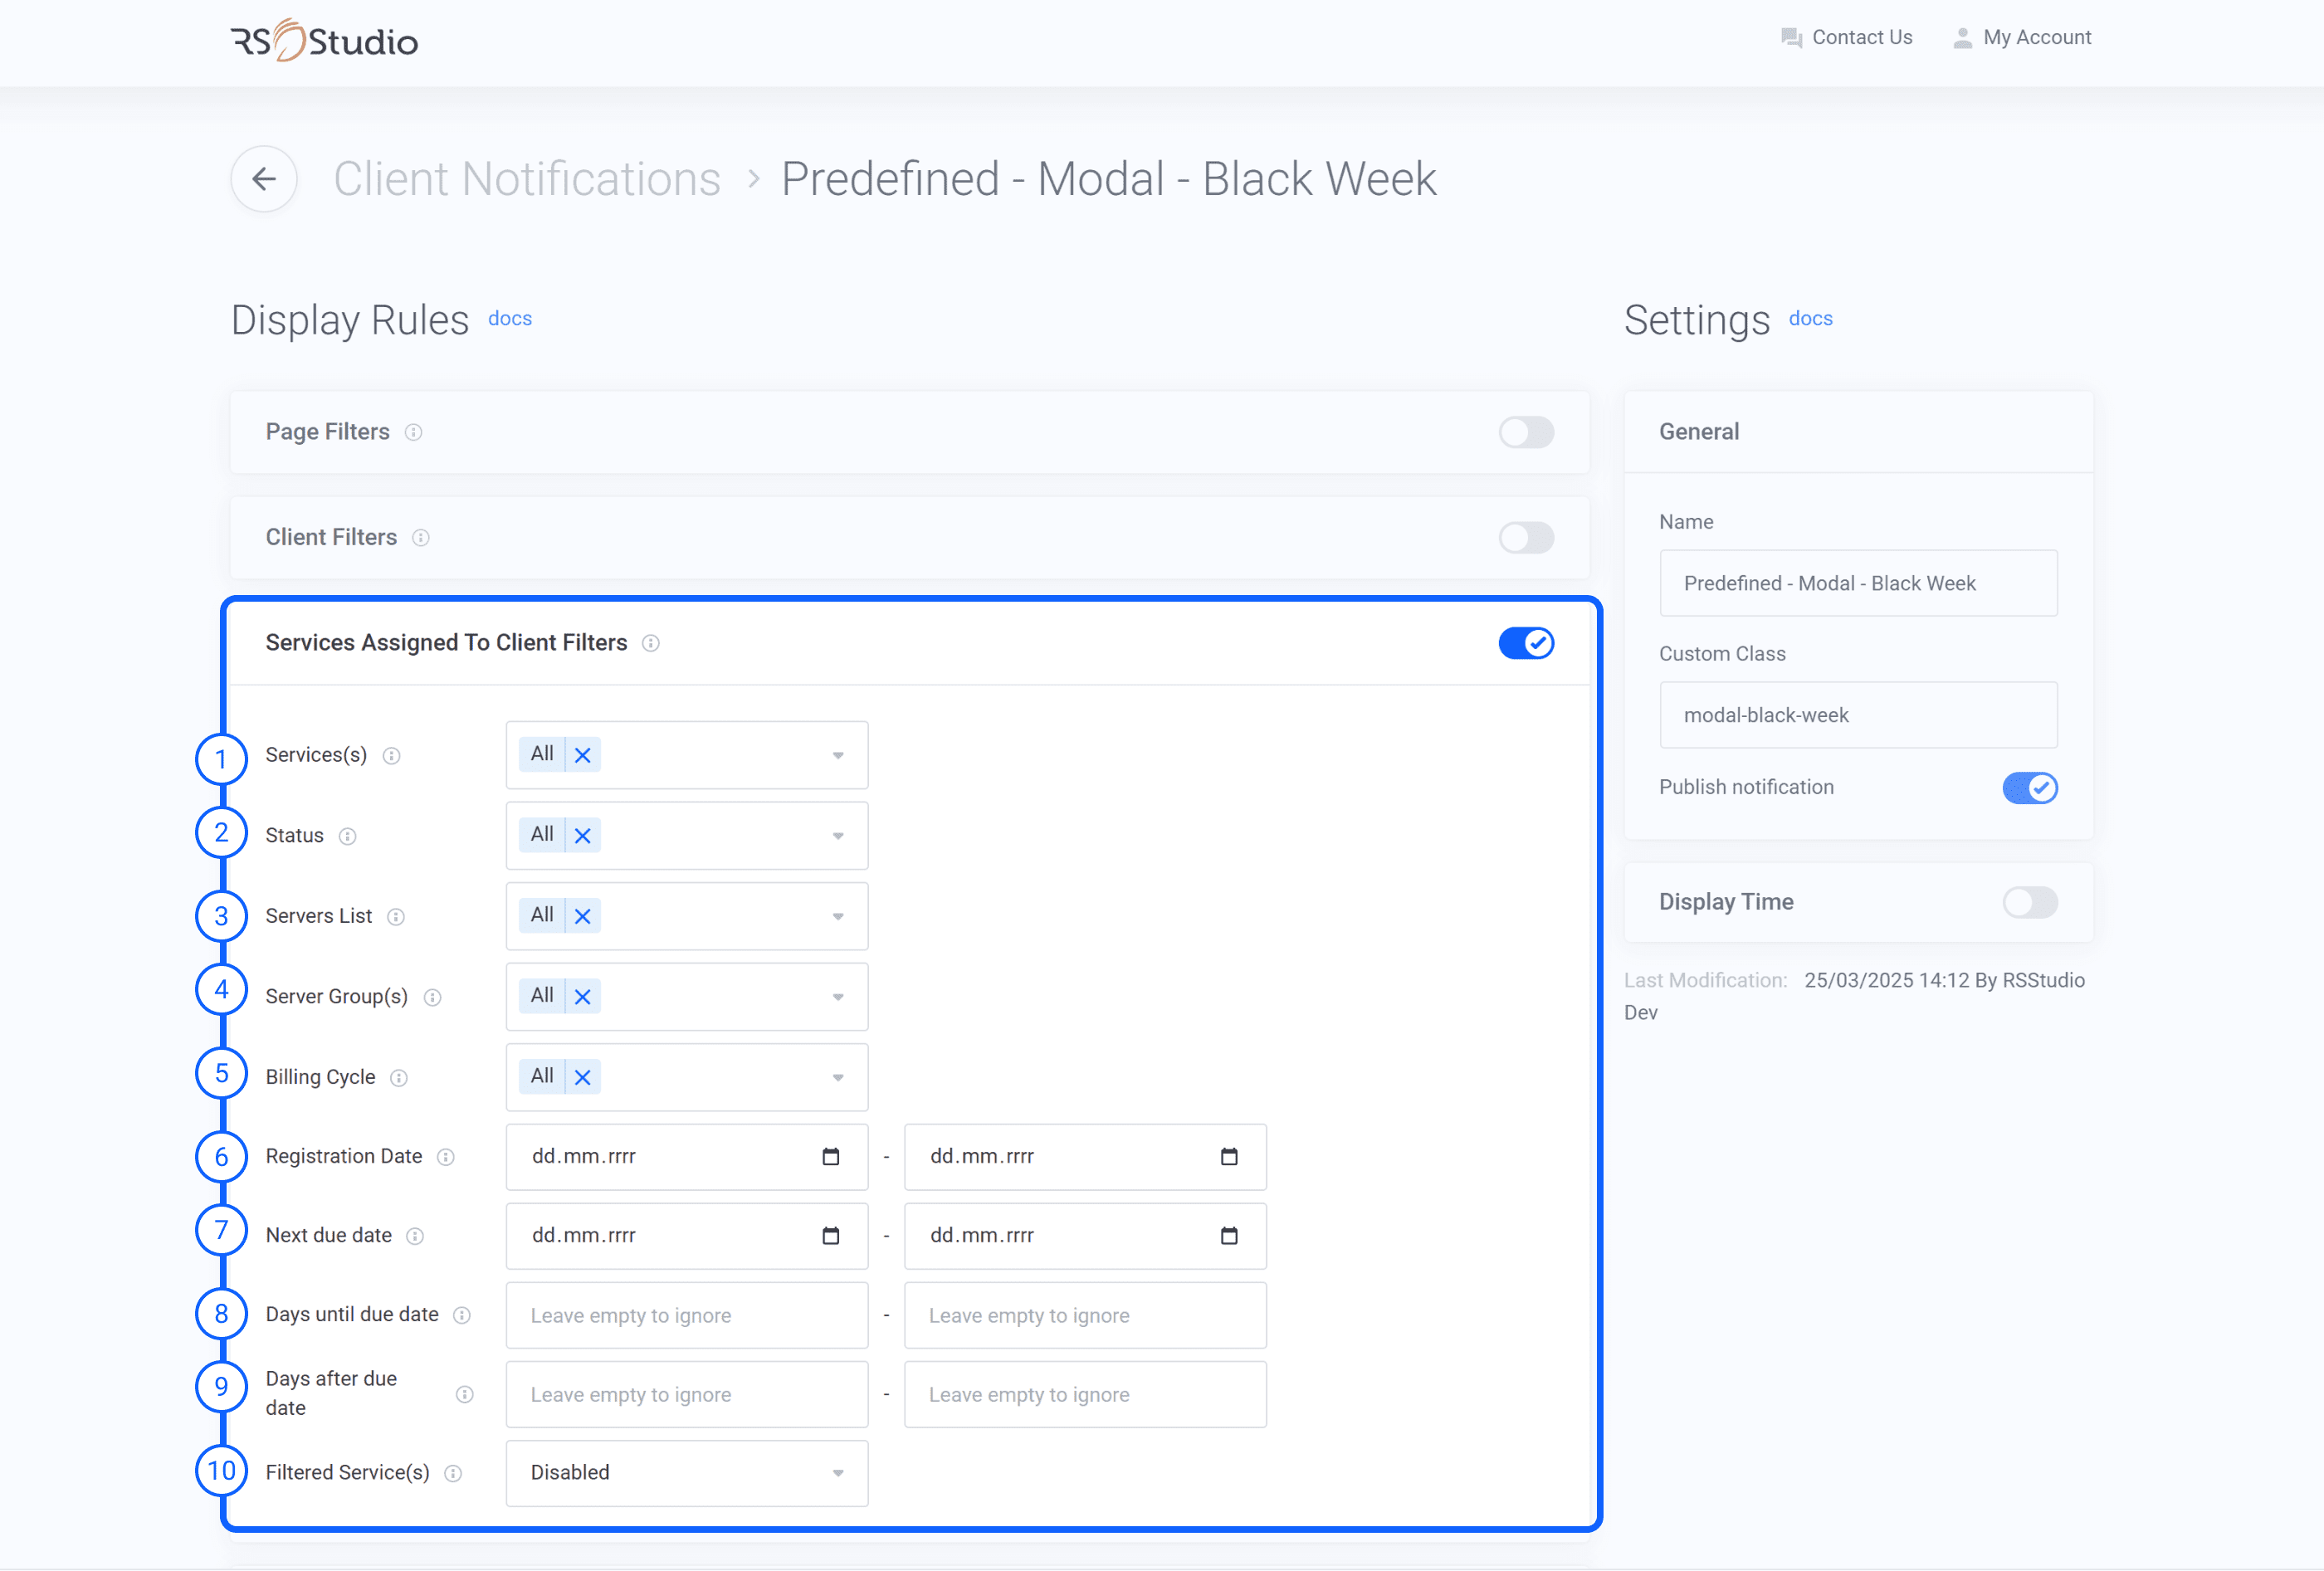 RS Studio
Contact Us
My Account
Client Notifications > Predefined - Modal - Black Week
Display Rules docs
Settings docs
Page Filters
General
Client Filters
Name
Predefined - Modal - Black Week
Services Assigned To Client Filters
Custom Class
modal-black-week
1 Services(s) All
Publish notification
2 Status All
3 Servers List All
Display Time
4 Server Group(s) All
Last Modification: 25/03/2025 14:12 By RSStudio
Dev
5 Billing Cycle All
6 Registration Date dd.mm.rrrr - dd.mm.rrrr
7 Next due date dd.mm.rrrr - dd.mm.rrrr
8 Days until due date Leave empty to ignore - Leave empty to ignore
9 Days after due
date Leave empty to ignore - Leave empty to ignore
10 Filtered Service(s) Disabled